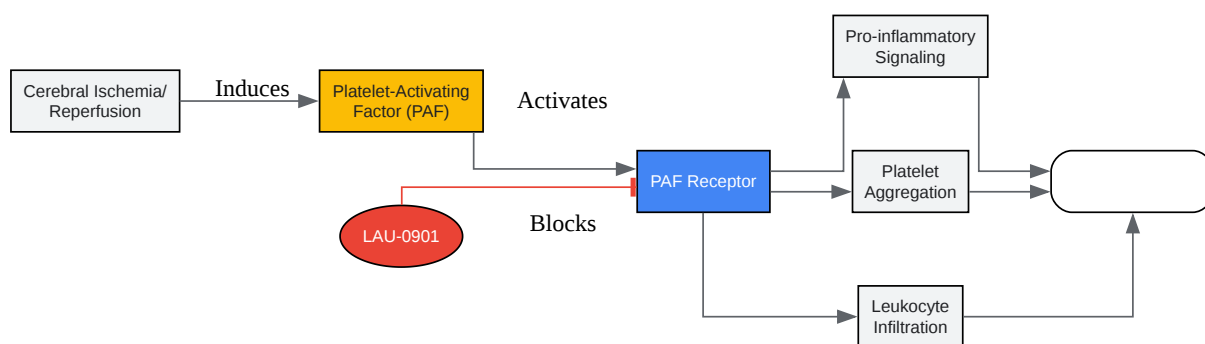 Cerebral Ischemia/
Reperfusion
Induces
Platelet-Activating
Factor (PAF)
Activates
LAU-0901
Blocks
PAF Receptor
Pro-inflammatory
Signaling
Platelet
Aggregation
Leukocyte
Infiltration